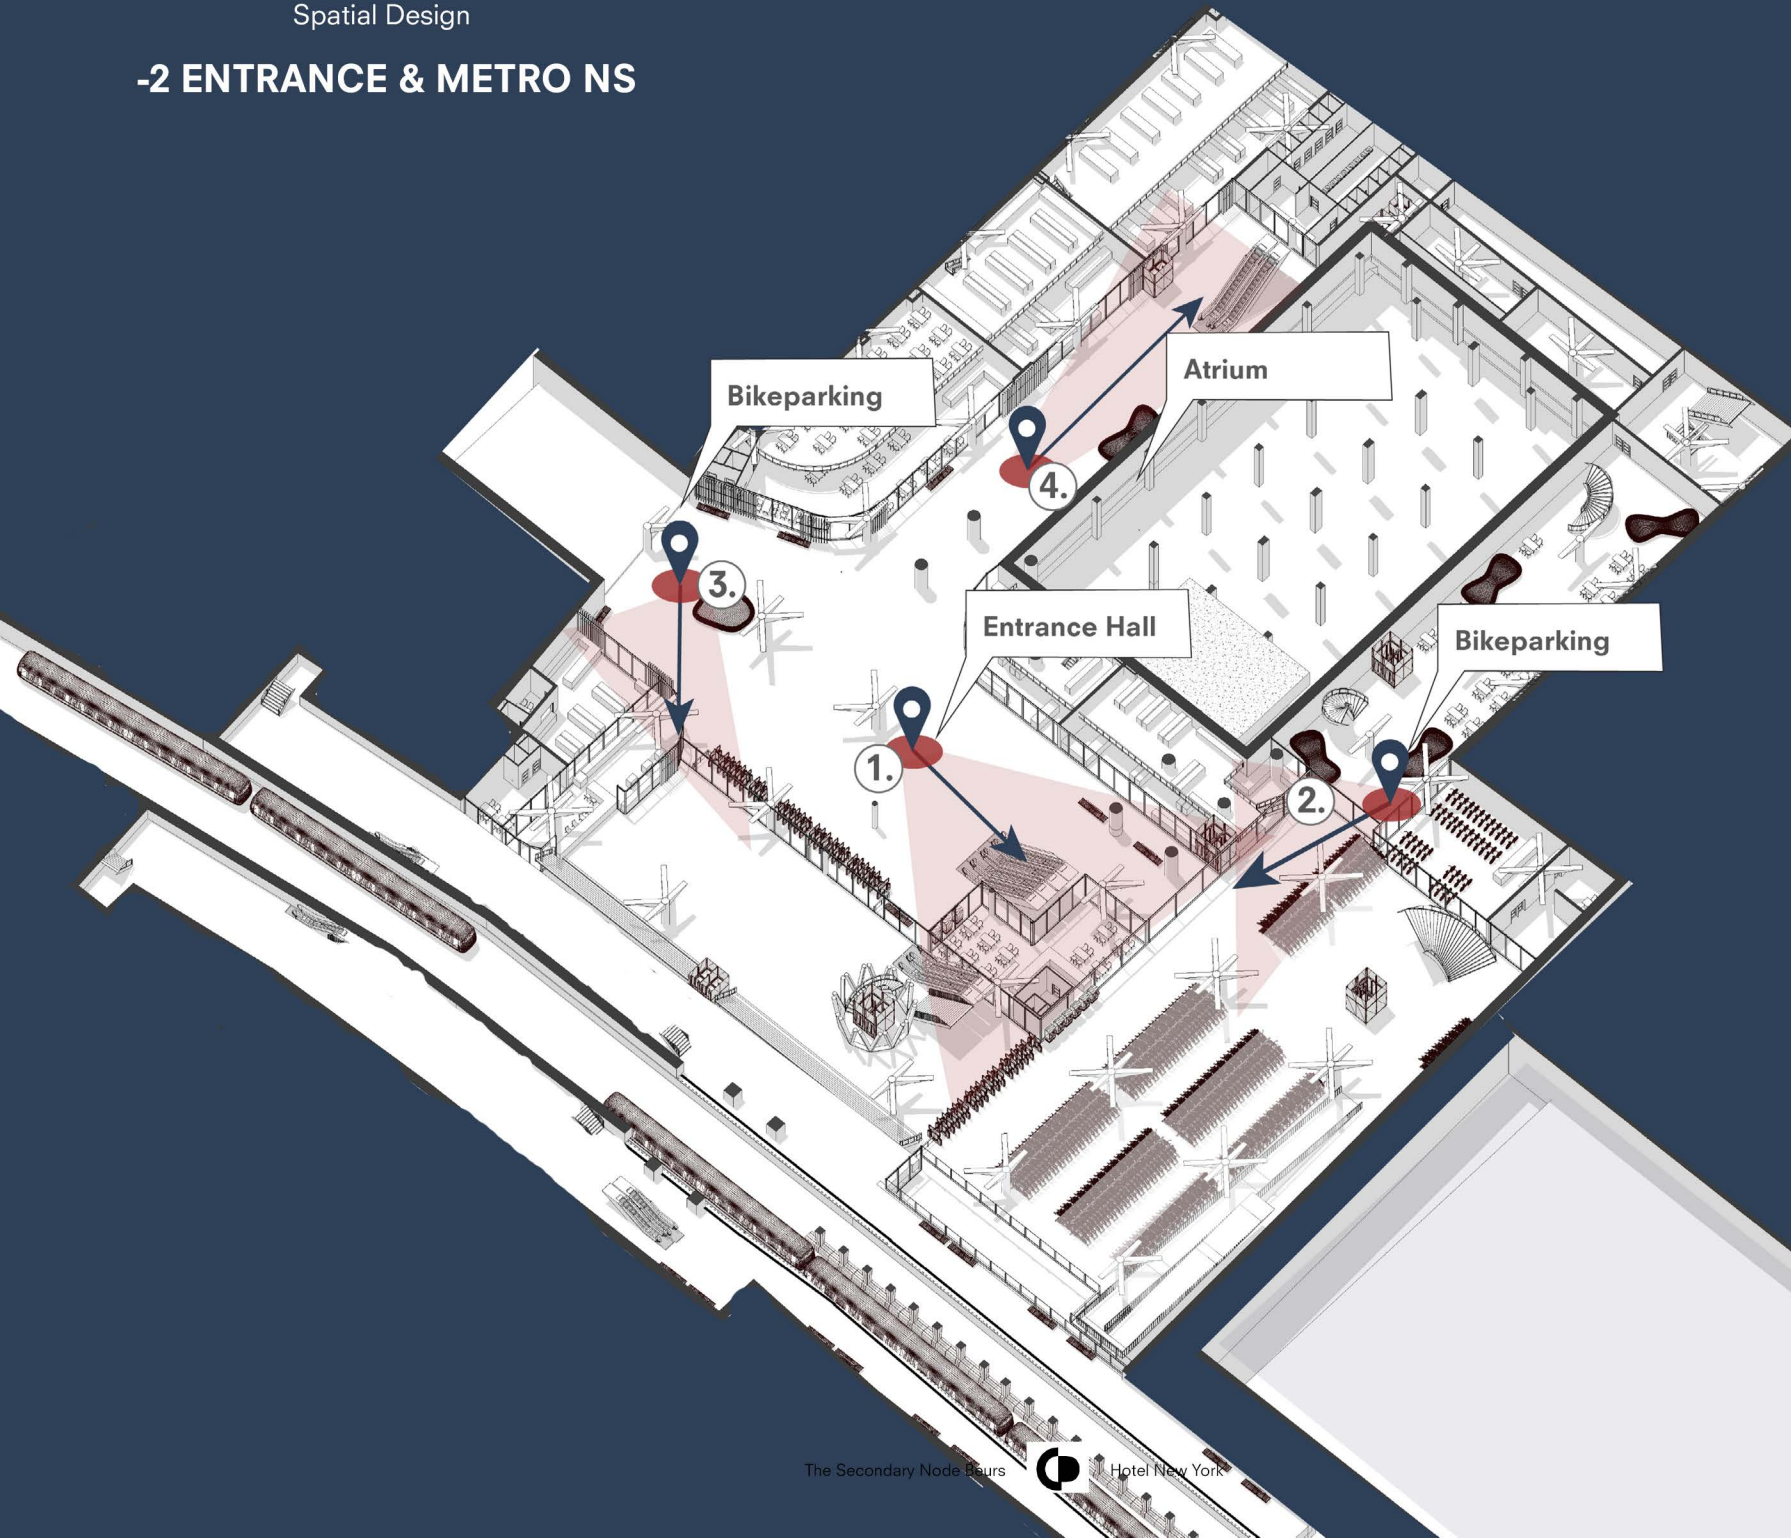 Spatial Design
-2 ENTRANCE & METRO NS
Bikeparking
Atrium
4.
3.
Entrance Hall
Bikeparking
1.
2.
The Secondary Node Beurs
Hotel New York